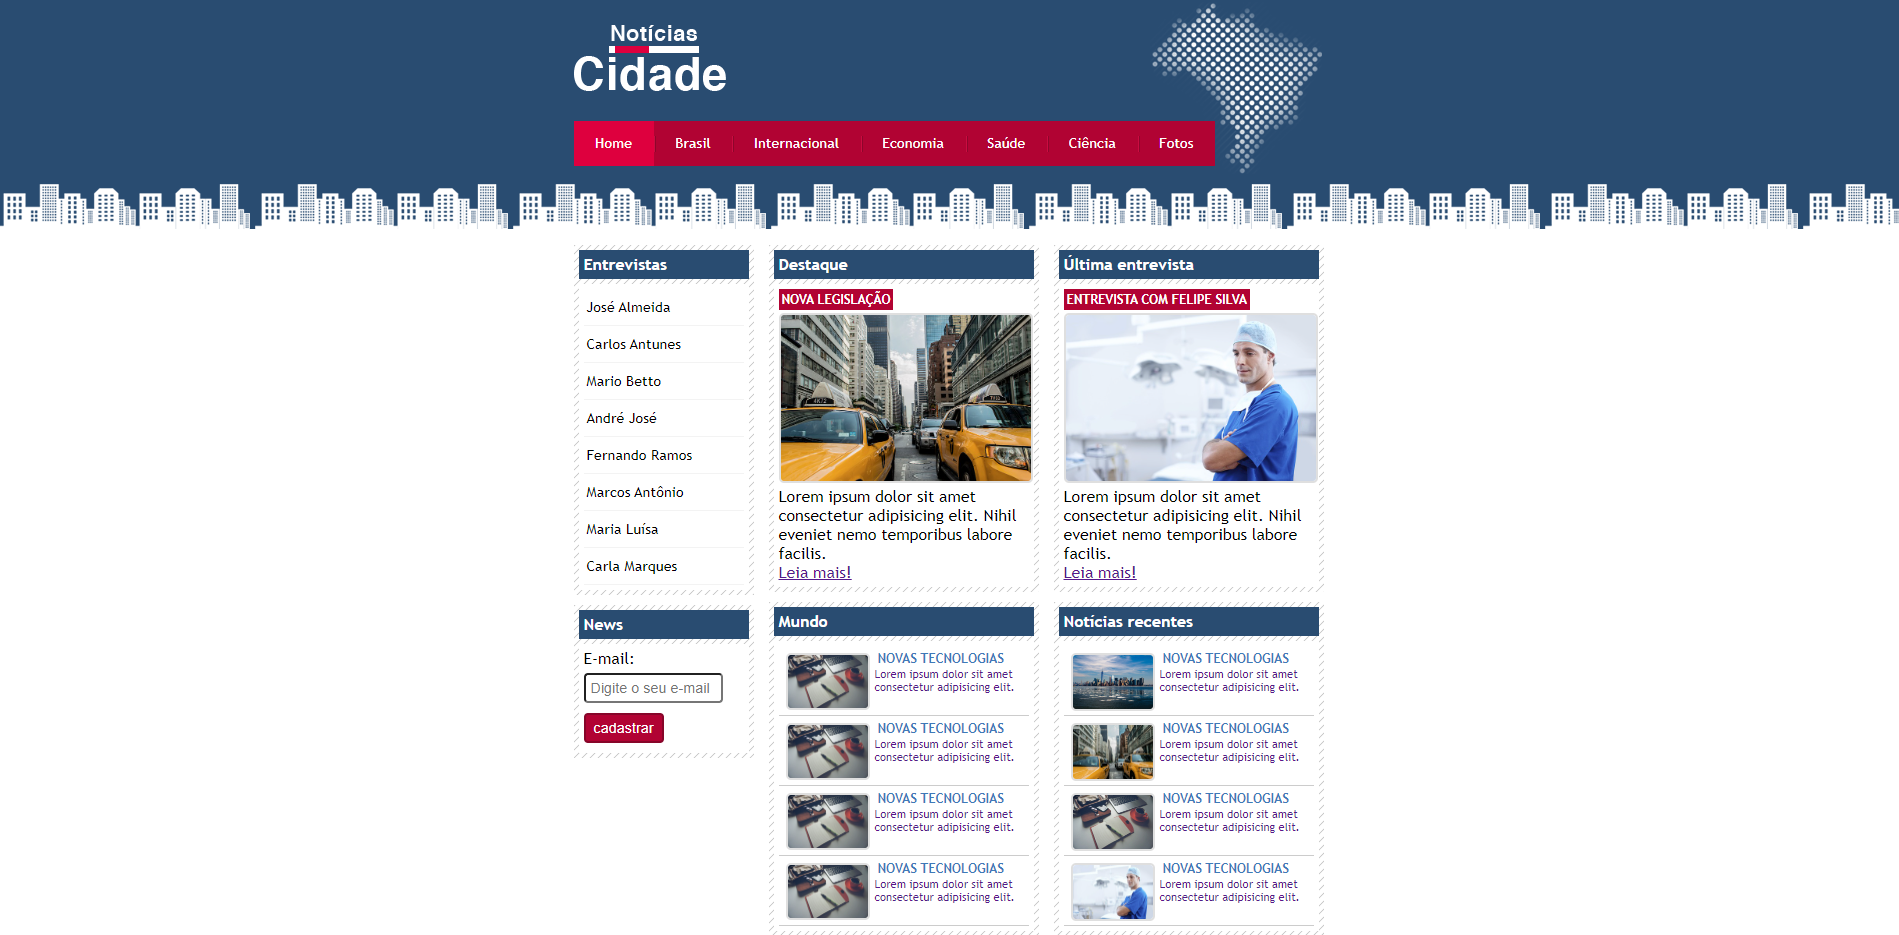 Notícias
Cidade
Home
Brasil
Internacional
Economia
Saúde
Ciência
Fotos
Entrevistas
José Almeida
Carlos Antunes
Mario Betto
André José
Fernando Ramos
Marcos Antônio
Maria Luísa
Carla Marques
News
E-mail:
Digite o seu e-mail
cadastrar
Destaque
NOVA LEGISLAÇÃO
Lorem ipsum dolor sit amet
consectetur adipisicing elit. Nihil
eveniet nemo temporibus labore
facilis.
Leia mais!
Última entrevista
ENTREVISTA COM FELIPE SILVA
Lorem ipsum dolor sit amet
consectetur adipisicing elit. Nihil
eveniet nemo temporibus labore
facilis.
Leia mais!
Mundo
NOVAS TECNOLOGIAS
Lorem ipsum dolor sit amet
consectetur adipisicing elit.
NOVAS TECNOLOGIAS
Lorem ipsum dolor sit amet
consectetur adipisicing elit.
NOVAS TECNOLOGIAS
Lorem ipsum dolor sit amet
consectetur adipisicing elit.
NOVAS TECNOLOGIAS
Lorem ipsum dolor sit amet
consectetur adipisicing elit.
Notícias recentes
NOVAS TECNOLOGIAS
Lorem ipsum dolor sit amet
consectetur adipisicing elit.
NOVAS TECNOLOGIAS
Lorem ipsum dolor sit amet
consectetur adipisicing elit.
NOVAS TECNOLOGIAS
Lorem ipsum dolor sit amet
consectetur adipisicing elit.
NOVAS TECNOLOGIAS
Lorem ipsum dolor sit amet
consectetur adipisicing elit.